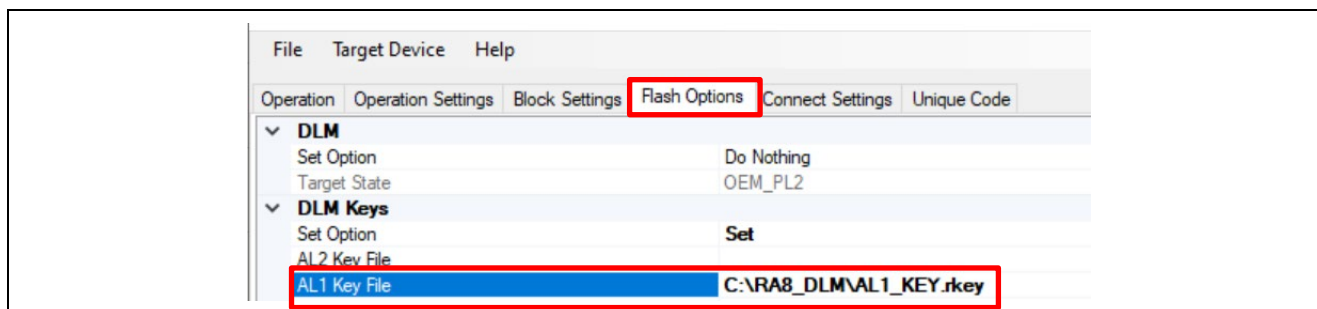 File Target Device Help
Operation Operation Settings Block Settings Flash Options Connect Settings Unique Code
DLM
Set Option Do Nothing
Target State OEM_PL2
DLM Keys
Set Option Set
AL2 Key File
AL1 Key File C:\RA8_DLM\AL1_KEY.rkey